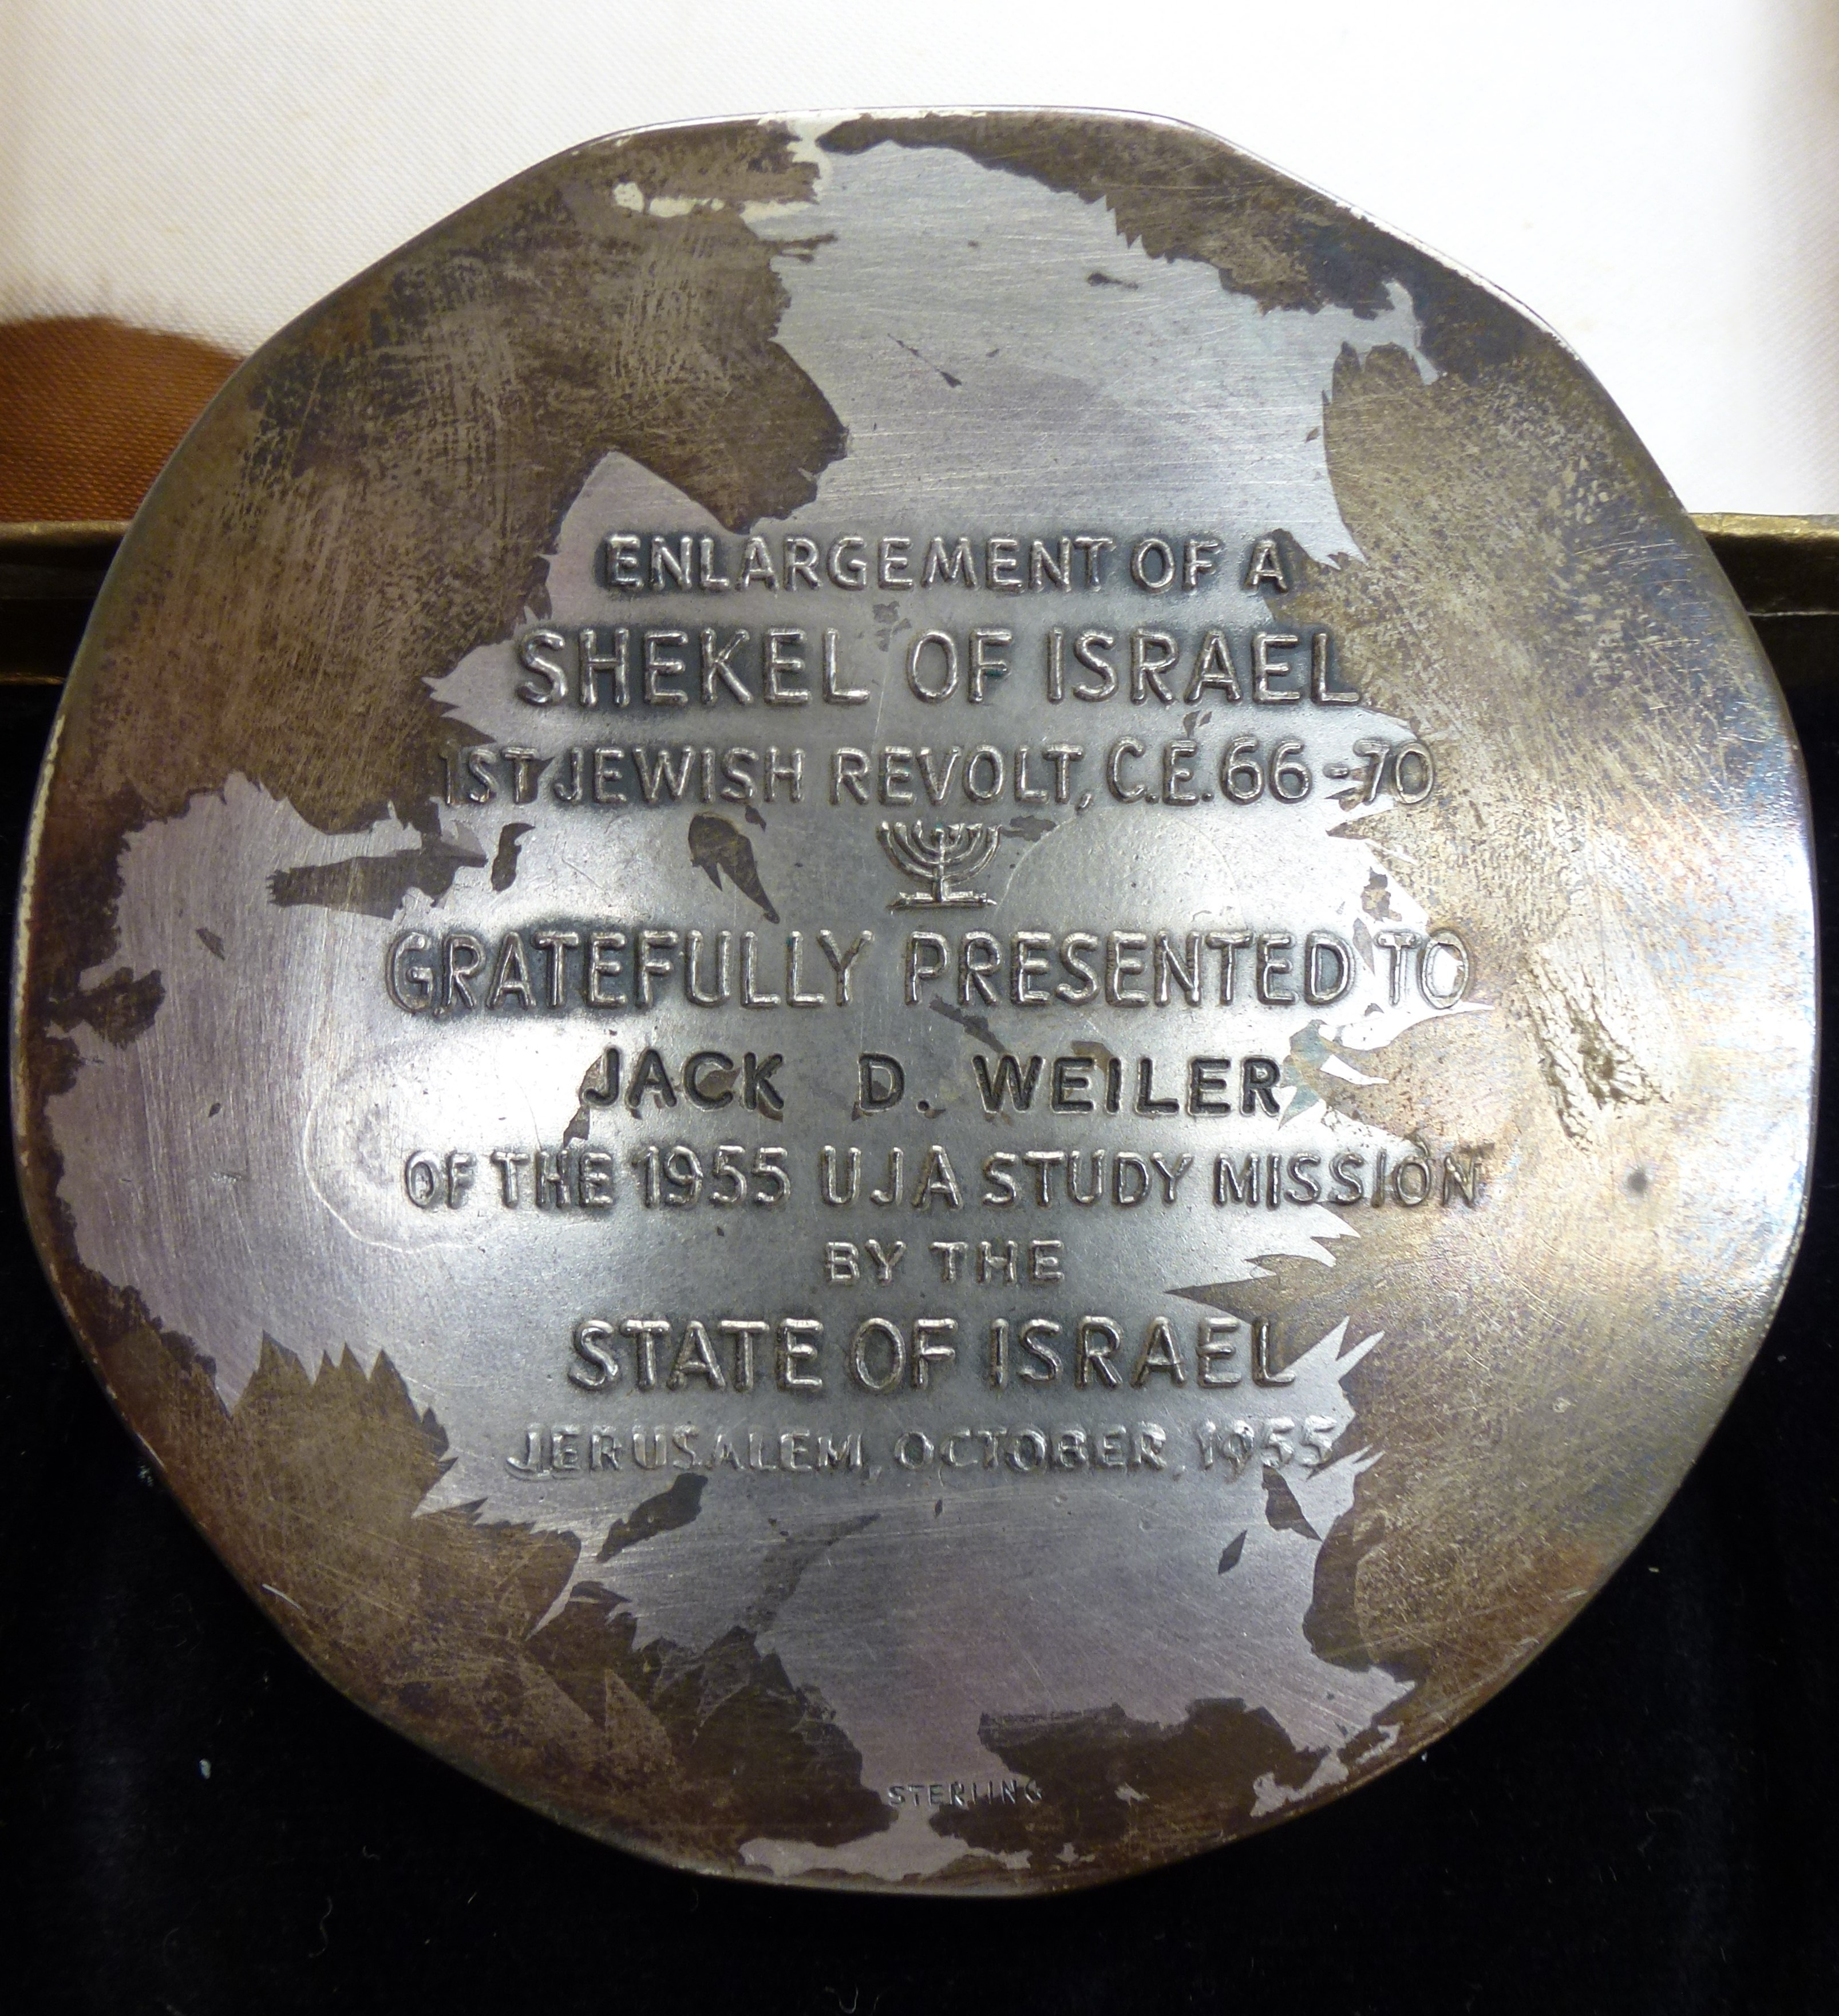 ENLARGEMENT OF A
SHEKEL OF ISRAEL
1ST JEWISH REVOLT, C.E. 66-70
GRATEFULLY PRESENTED TO
JACK D. WEILER
OF THE 1955 UJA STUDY MISSION
BY THE
STATE OF ISRAEL
JERUSALEM, OCTOBER, 1955
STERLING